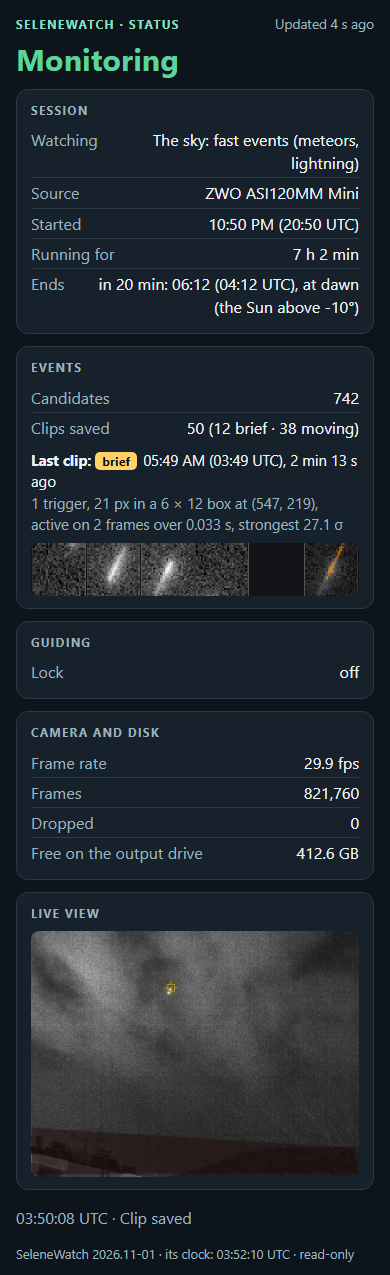 SELENEWATCH · STATUS
Updated 4 s ago
Monitoring
SESSION
Watching
The sky: fast events (meteors,
lightning)
Source
ZWO ASI120MM Mini
Started
10:50 PM (20:50 UTC)
Running for
7 h 2 min
Ends
in 20 min: 06:12 (04:12 UTC), at dawn
(the Sun above -10°)
EVENTS
Candidates
742
Clips saved
50 (12 brief · 38 moving)
Last clip: brief 05:49 AM (03:49 UTC), 2 min 13 s
ago
1 trigger, 21 px in a 6 × 12 box at (547, 219),
active on 2 frames over 0.033 s, strongest 27.1 σ
GUIDING
Lock
off
CAMERA AND DISK
Frame rate
29.9 fps
Frames
821,760
Dropped
0
Free on the output drive
412.6 GB
LIVE VIEW
03:50:08 UTC · Clip saved
SeleneWatch 2026.11-01 · its clock: 03:52:10 UTC · read-only